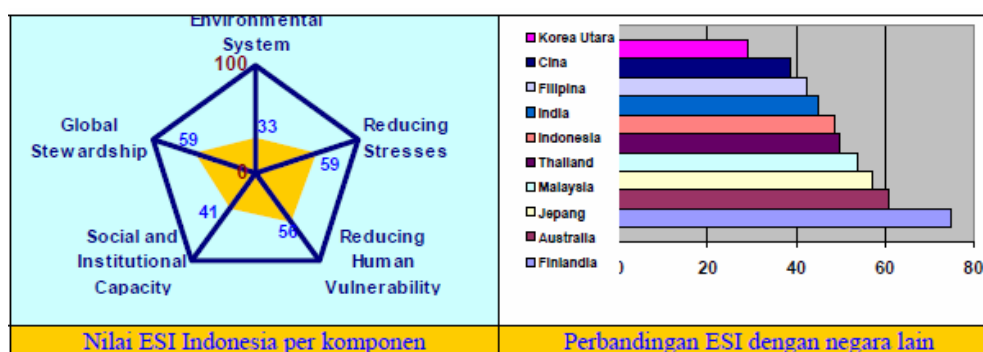 Environmental
System
100
Global
Stewardship
59
33
Reducing
Stresses
59
0
41
56
Social and
Institutional
Capacity
Reducing
Human
Vulnerability
Nilai ESI Indonesia per komponen
Korea Utara
Cina
Filipina
India
Indonesia
Thailand
Malaysia
Jepang
Australia
Finlandia
0 20 40 60 80
Perbandingan ESI dengan negara lain